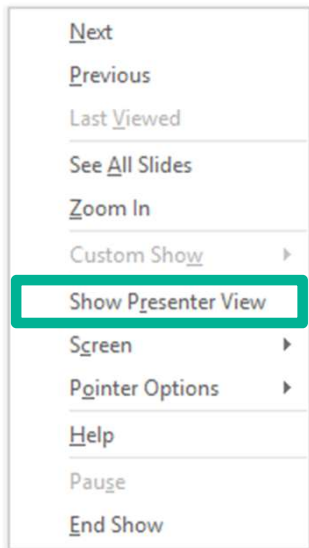 Next
Previous
Last Viewed
See All Slides
Zoom In
Custom Show
Show Presenter View
Screen
Pointer Options
Help
Pause
End Show